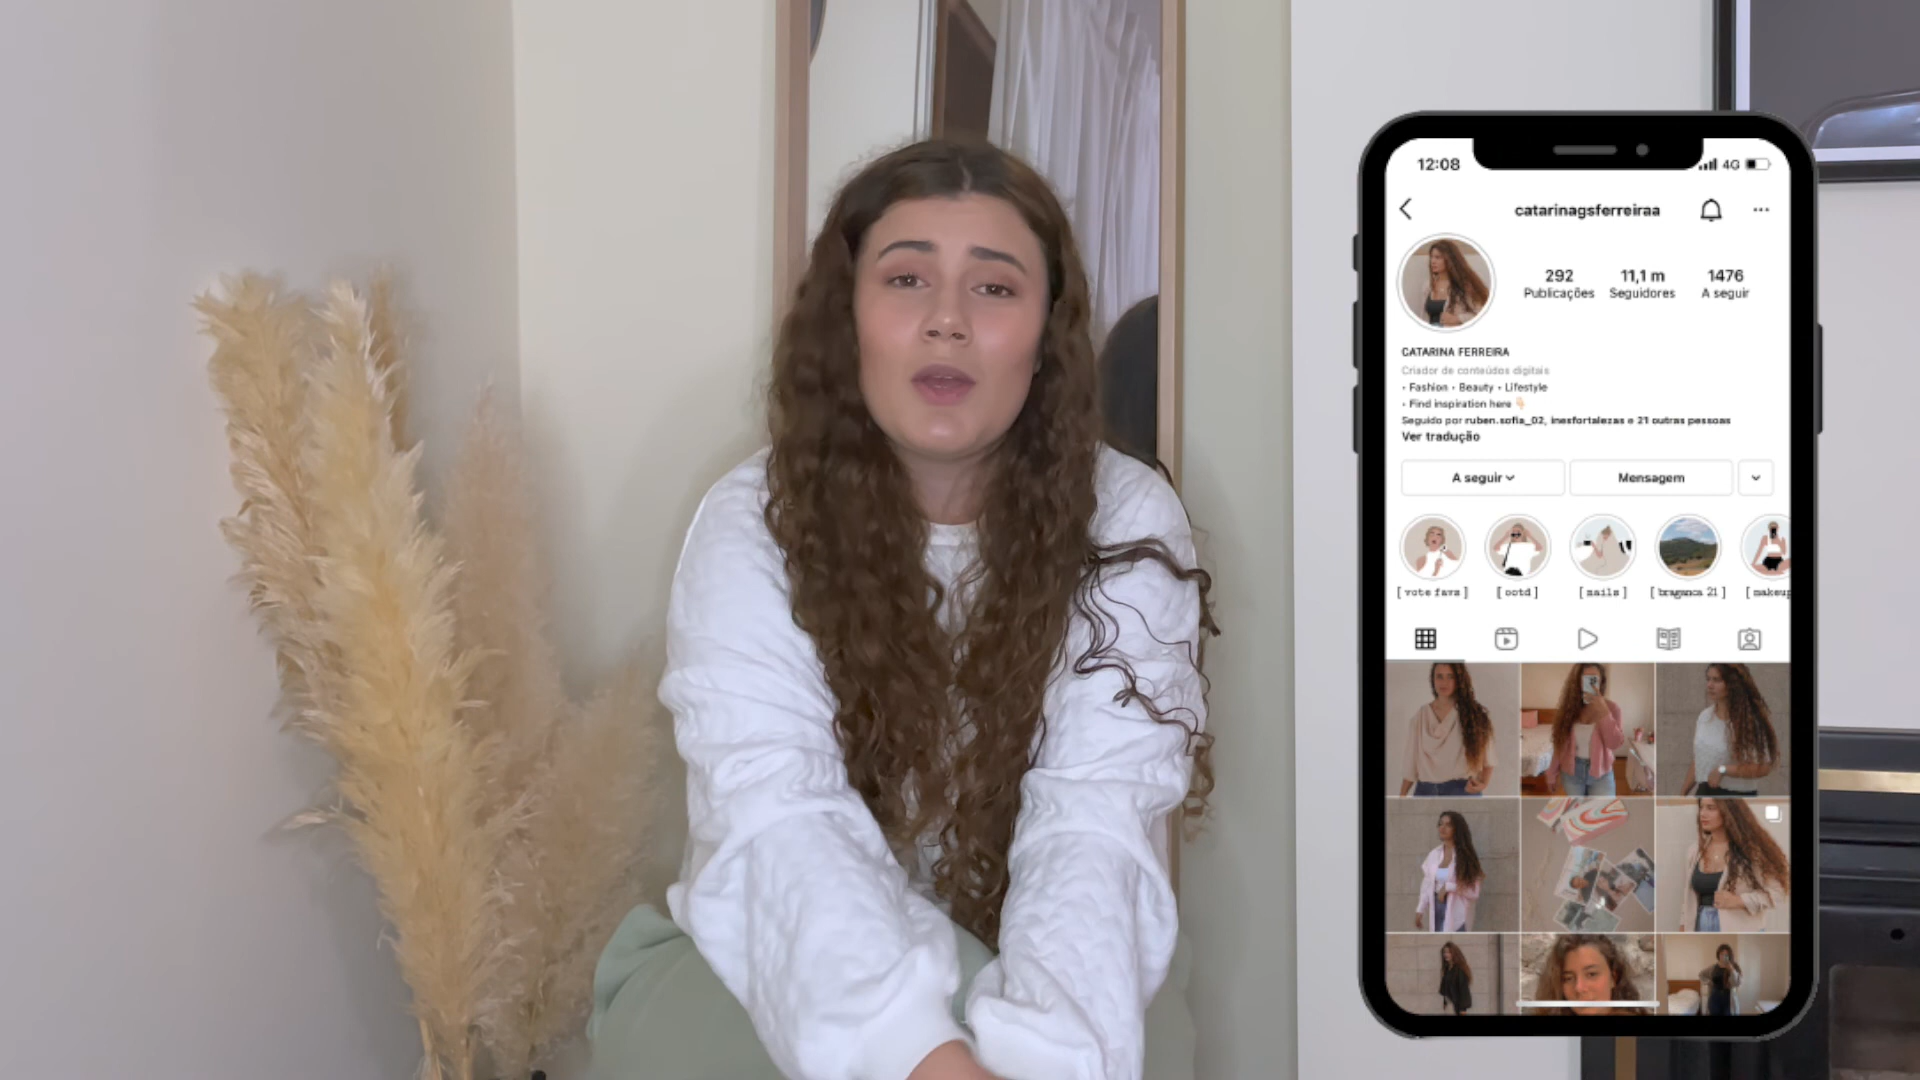 12:08
4G
catarinagsferreiraa
292
11,1 m
1476
Publicações
Seguidores
A seguir
CATARINA FERREIRA
Criador de conteúdos digitais
• Fashion • Beauty • Lifestyle
• Find inspiration here
Seguido por ruben.sofia_02, inesfortalezas e 21 outras pessoas
Ver tradução
A seguir
Mensagem
[ vote favs ]
[ ootd ]
[ nails ]
[ bragança 21 ]
[ makeup